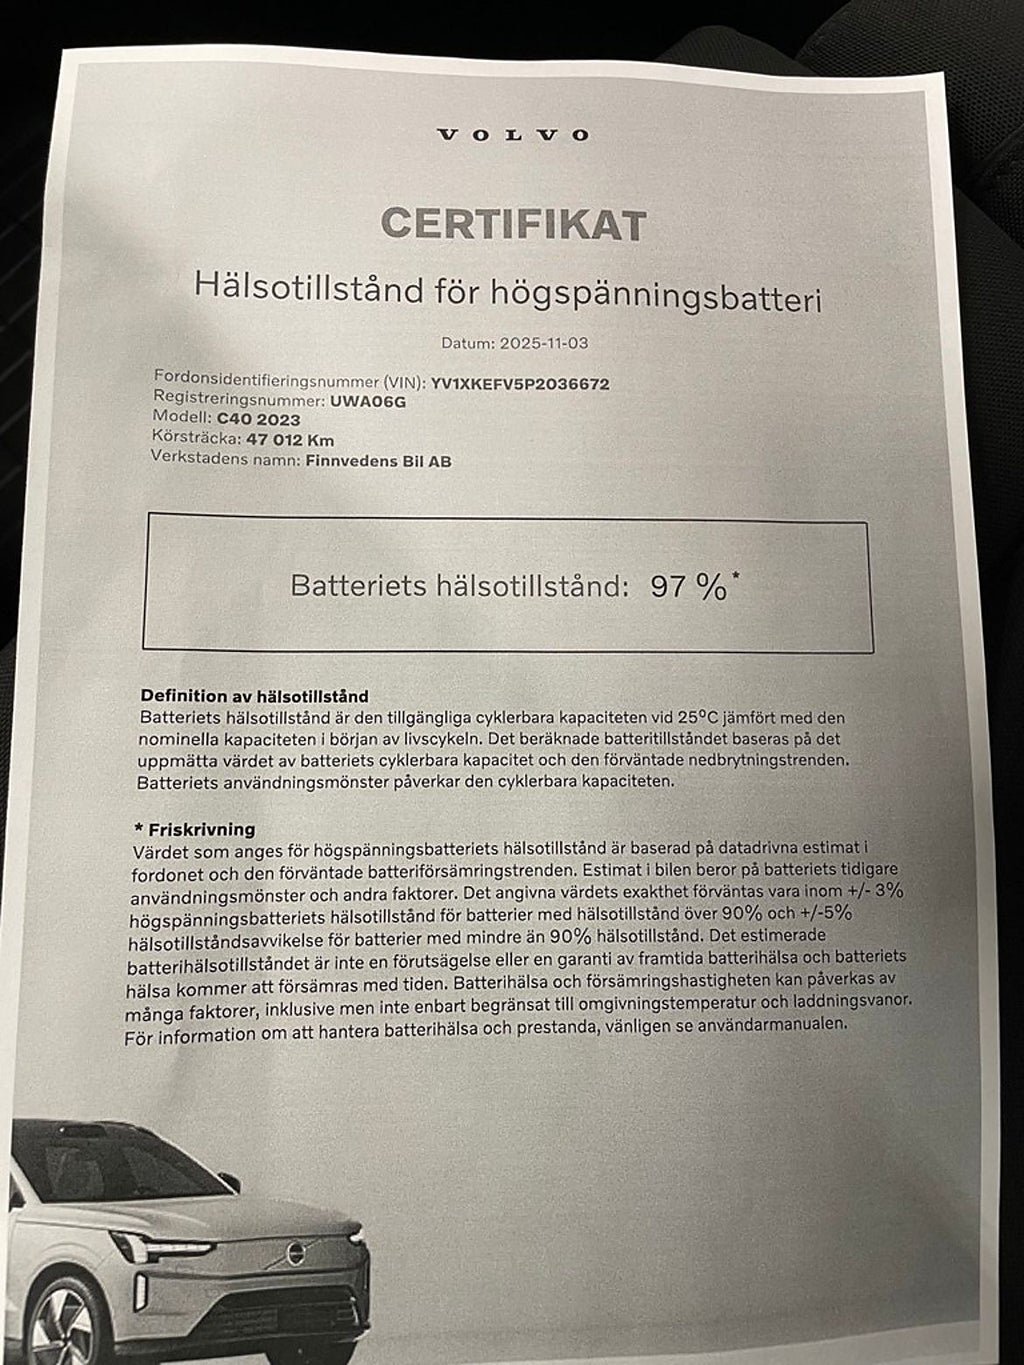 VOLVO
CERTIFIKAT
Hälsotillstånd för högspänningsbatteri
Datum: 2025-11-03
Fordonsidentifieringsnummer (VIN): YV1XKEFV5P2036672
Registreringsnummer: UWA06G
Modell: C40 2023
Körsträcka: 47 012 Km
Verkstadens namn: Finnvedens Bil AB
Batteriets hälsotillstånd: 97 %*
Definition av hälsotillstånd
Batteriets hälsotillstånd är den tillgängliga cyklerbara kapaciteten vid 25°C jämfört med den
nominella kapaciteten i början av livscykeln. Det beräknade batteritillståndet baseras på det
uppmätta värdet av batteriets cyklerbara kapacitet och den förväntade nedbrytningstrenden.
Batteriets användningsmönster påverkar den cyklerbara kapaciteten.
* Friskrivning
Värdet som anges för högspänningsbatteriets hälsotillstånd är baserad på datadrivna estimat i
fordonet och den förväntade batteriförsämringstrenden. Estimat i bilen beror på batteriets tidigare
användningsmönster och andra faktorer. Det angivna värdets exakthet förväntas vara inom +/- 3%
högspänningsbatteriets hälsotillstånd för batterier med hälsotillstånd över 90% och +/-5%
hälsotillståndsavvikelse för batterier med mindre än 90% hälsotillstånd. Det estimerade
batterihälsotillståndet är inte en förutsägelse eller en garanti av framtida batterihälsa och batteriets
hälsa kommer att försämras med tiden. Batterihälsa och försämringshastigheten kan påverkas av
många faktorer, inklusive men inte enbart begränsat till omgivningstemperatur och laddningsvanor.
För information om att hantera batterihälsa och prestanda, vänligen se användarmanualen.